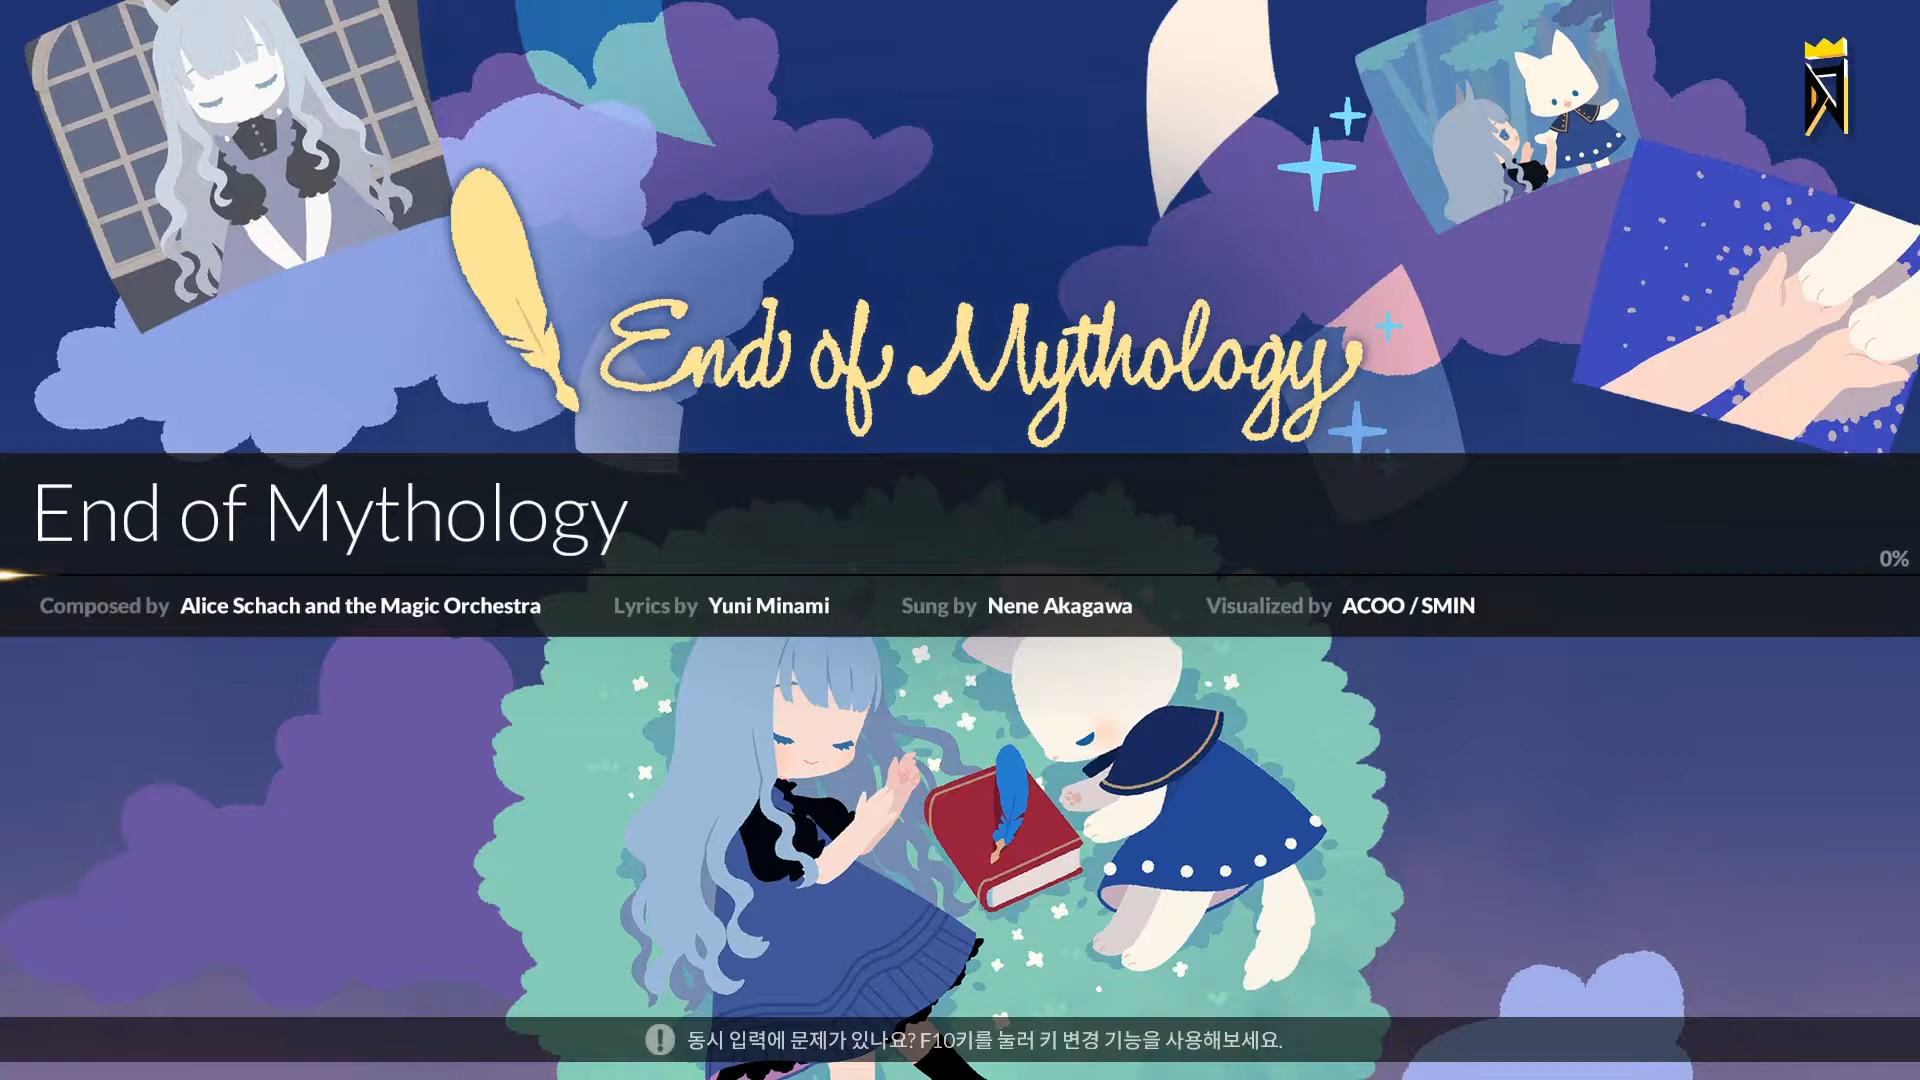 End of Mythology
End of Mythology
0%
Composed by Alice Schach and the Magic Orchestra Lyrics by Yuni Minami Sung by Nene Akagawa Visualized by ACOO / SMIN
동시 입력에 문제가 있나요? F10키를 눌러 키 변경 기능을 사용해보세요.